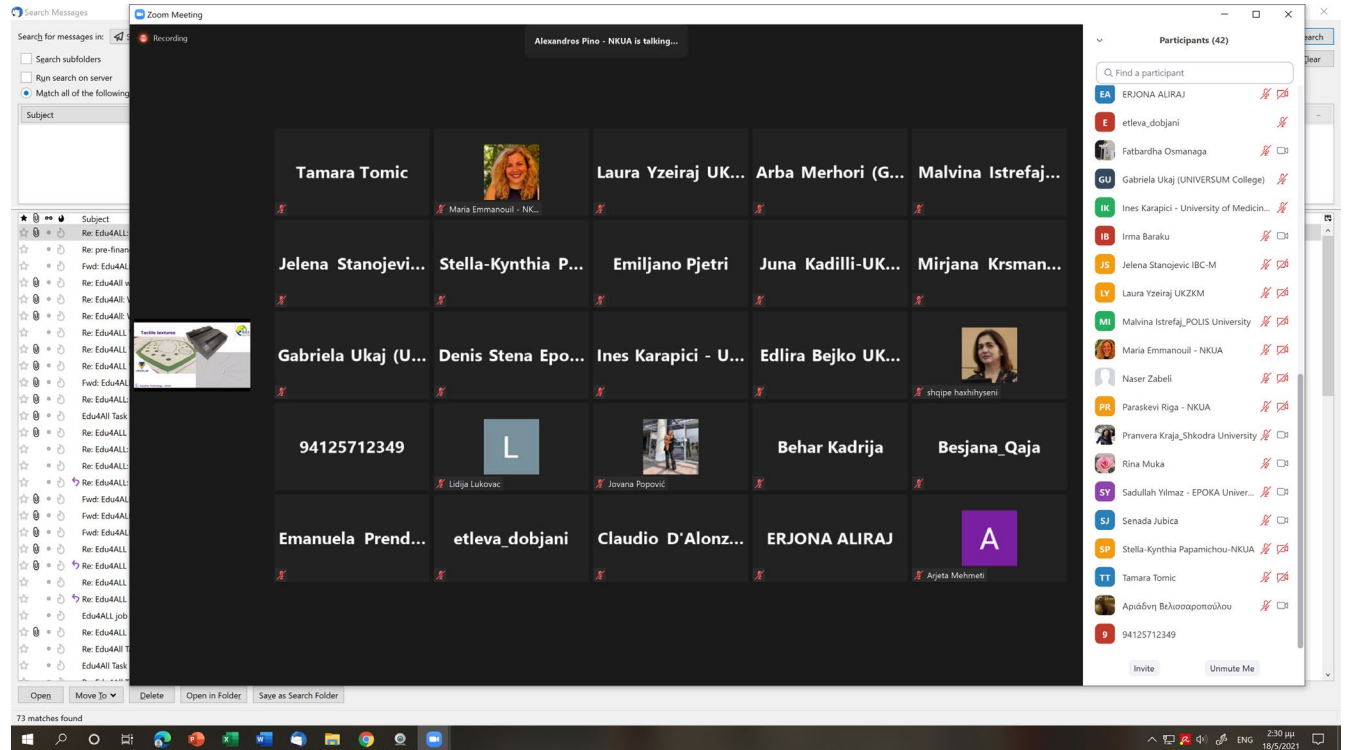 Search Messages
Search for messages in:
Search subfolders
Run search on server
Match all of the following
Subject
Subject
Re: Edu4ALL:
Re: pre-finan
Fwd: Edu4AL
Re: Edu4All w
Re: Edu4All:
Re: Edu4All:
Re: Edu4ALL
Re: Edu4ALL
Re: Edu4ALL
Fwd: Edu4AL
Re: Edu4ALL:
Edu4All Task
Re: Edu4ALL
Re: Edu4ALL:
Re: Edu4ALL:
Re: Edu4ALL:
Fwd: Edu4AL
Fwd: Edu4AL
Fwd: Edu4AL
Re: Edu4ALL
Re: Edu4ALL
Re: Edu4ALL
Re: Edu4ALL
Edu4ALL job
Re: Edu4ALL
Re: Edu4All T
Edu4All Task
Open Move To Delete Open in Folder Save as Search Folder
73 matches found
earch
Clear
Zoom Meeting
Recording
Alexandros Pino - NKUA is talking...
Tamara Tomic
Maria Emmanouil - NK...
Laura Yzeiraj UK...
Arba Merhori (G...
Malvina Istrefaj...
Jelena Stanojevi...
Stella-Kynthia P...
Emiljano Pjetri
Juna Kadilli-UK...
Mirjana Krsman...
Tactile textures
Gabriela Ukaj (U...
Denis Stena Epo...
Ines Karapici - U...
Edlira Bejko UK...
shqipe haxhihyseni
94125712349
L
Lidija Lukovac
Jovana Popović
Behar Kadrija
Besjana_Qaja
Emanuela Prend...
etleva_dobjani
Claudio D'Alonz...
ERJONA ALIRAJ
A
Arjeta Mehmeti
Participants (42)
Find a participant
EA ERJONA ALIRAJ
E etleva_dobjani
Fatbardha Osmanaga
GU Gabriela Ukaj (UNIVERSUM College)
IK Ines Karapici - University of Medicin...
IB Irma Baraku
JS Jelena Stanojevic IBC-M
LY Laura Yzeiraj UKZKM
MI Malvina Istrefaj_POLIS University
Maria Emmanouil - NKUA
Naser Zabeli
PR Paraskevi Riga - NKUA
Pranvera Kraja_Shkodra University
Rina Muka
SY Sadullah Yılmaz - EPOKA Univer...
SJ Senada Jubica
SP Stella-Kynthia Papamichou-NKUA
TT Tamara Tomic
Αριάδνη Βελισσαροπούλου
9 94125712349
Invite Unmute Me
ENG
2:30 μμ
18/5/2021